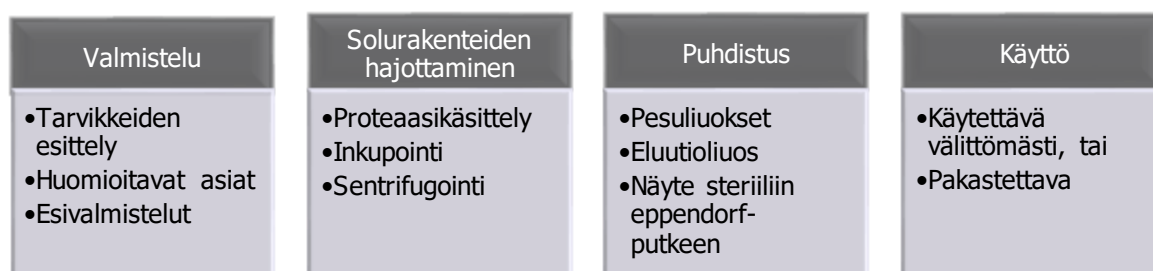 Valmistelu
•Tarvikkeiden
esittely
•Huomioitavat asiat
•Esivalmistelut
Solurakenteiden
hajottaminen
•Proteaasikäsittely
•Inkupointi
•Sentrifugointi
Puhdistus
•Pesuliuokset
•Eluutioliuos
•Näyte steriiliin
eppendorf-
putkeen
Käyttö
•Käytettävä
välittömästi, tai
•Pakastettava